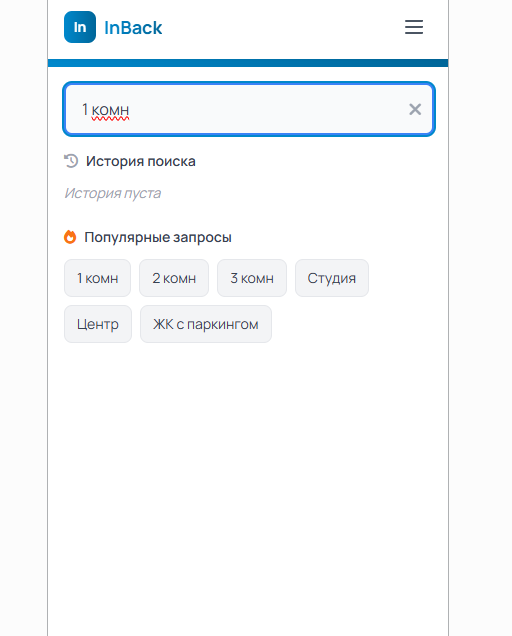 In InBack
1 комн
История поиска
История пуста
Популярные запросы
1 комн 2 комн 3 комн Студия
Центр ЖК с паркингом